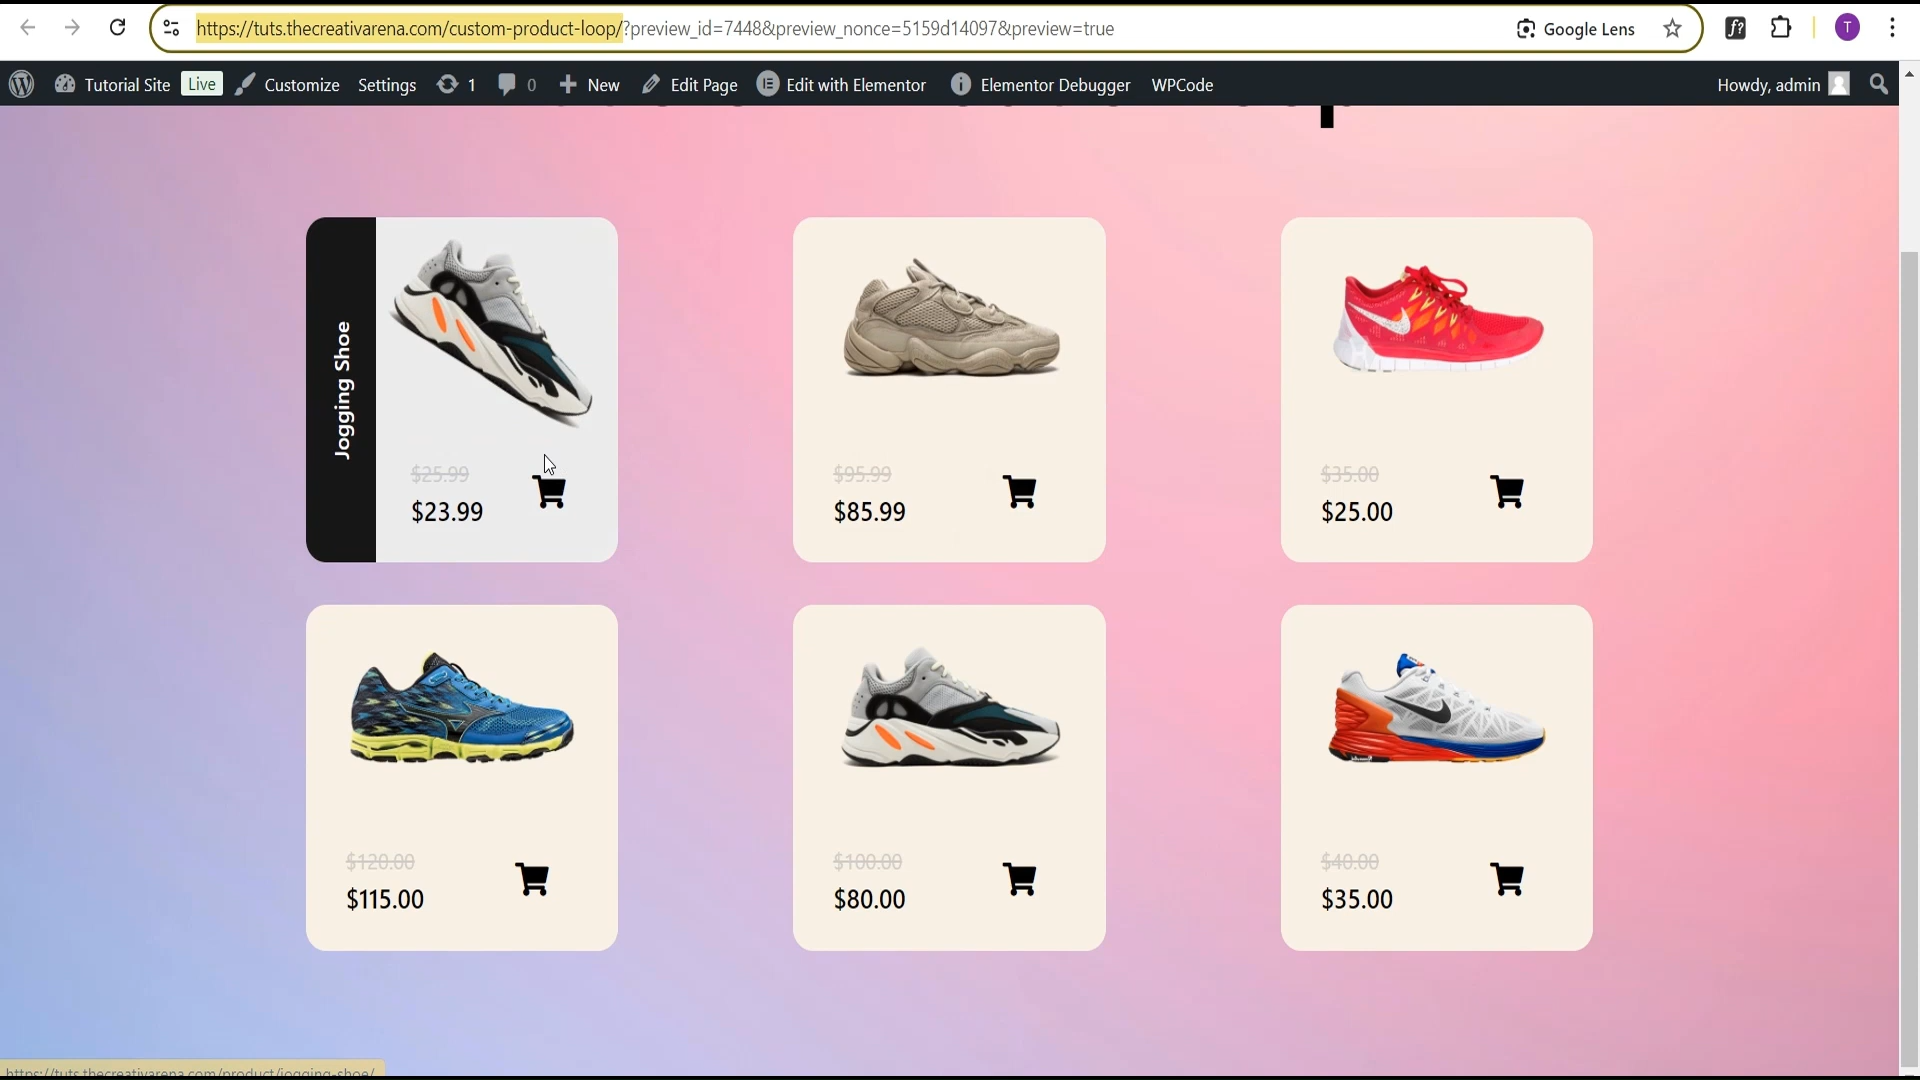 https://tuts.thecreativarena.com/custom-product-loop/?preview_id=7448&preview_nonce=5159d14097&preview=true
Google Lens
f?
T
Tutorial Site
Live
Customize
Settings
1
0
New
Edit Page
Edit with Elementor
Elementor Debugger
WPCode
Howdy, admin
Jogging Shoe
$25.99
$23.99
$95.99
$85.99
$35.00
$25.00
$120.00
$115.00
$100.00
$80.00
$40.00
$35.00
https://tuts.thecreativarena.com/product/jogging-shoe/